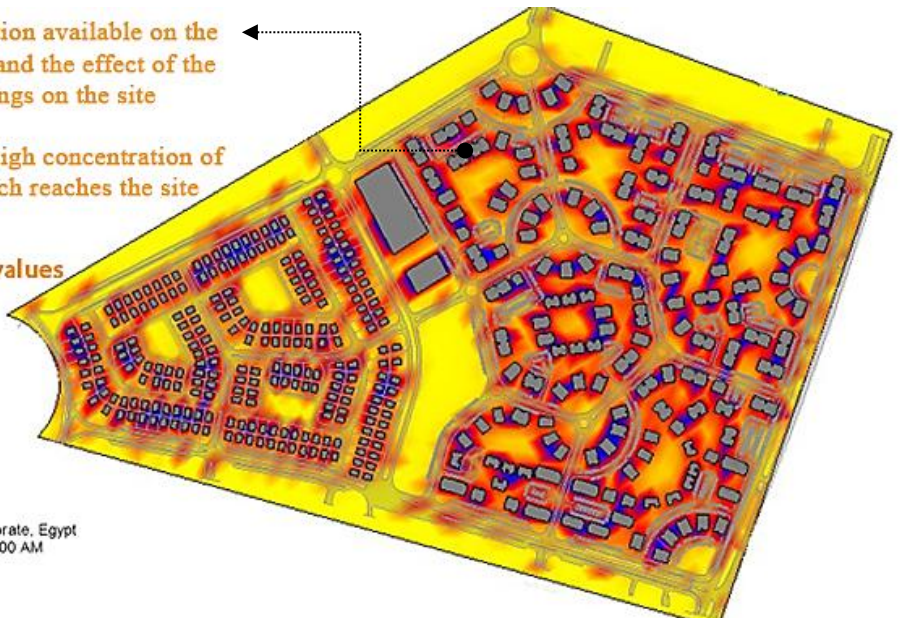 ion available on the
and the effect of the
ngs on the site
igh concentration of
ch reaches the site
values
orate, Egypt
00 AM